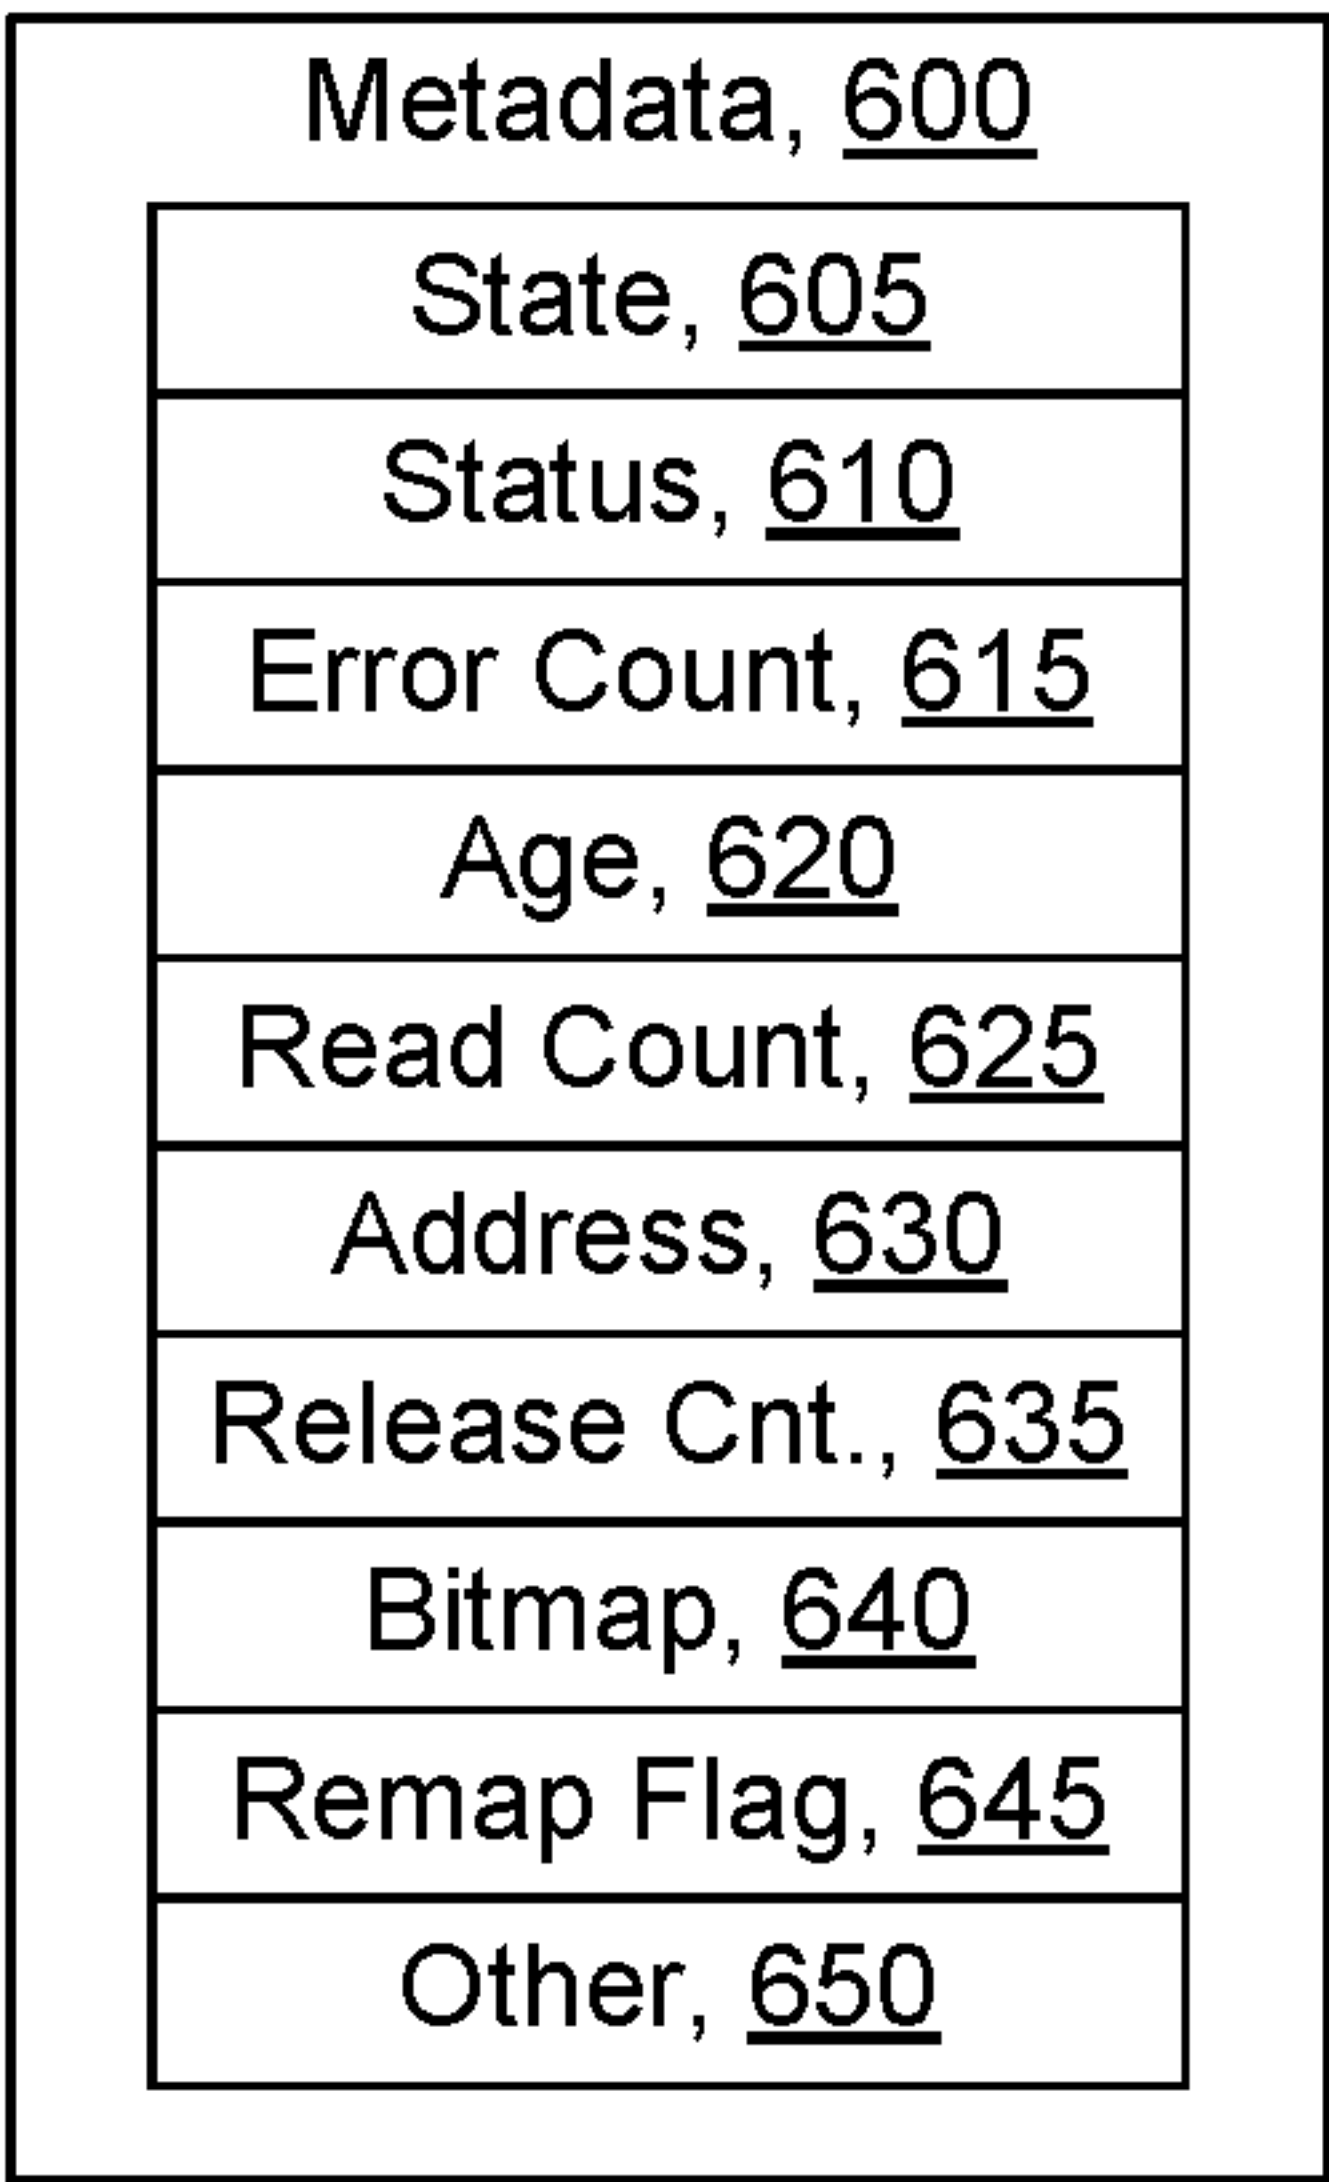 Metadata, 600
State, 605
Status, 610
Error Count, 615
Age, 620
Read Count, 625
Address, 630
Release Cnt., 635
Bitmap, 640
Remap Flag, 645
Other, 650